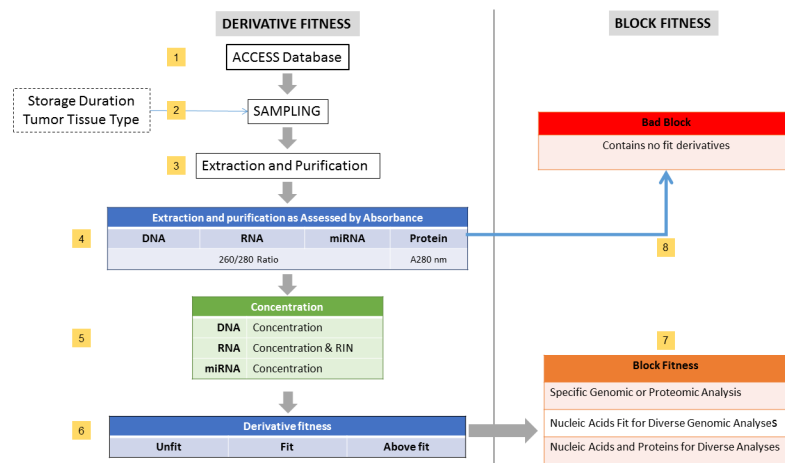 DERIVATIVE FITNESS
BLOCK FITNESS
1
ACCESS Database
Storage Duration
Tumor Tissue Type
2
SAMPLING
3
Extraction and Purification
Bad Block
Contains no fit derivatives
4
Extraction and purification as Assessed by Absorbance
DNA RNA miRNA Protein
260/280 Ratio A280 nm
8
5
Concentration
DNA Concentration
RNA Concentration & RIN
miRNA Concentration
7
Block Fitness
Specific Genomic or Proteomic Analysis
Nucleic Acids Fit for Diverse Genomic Analyses
Nucleic Acids and Proteins for Diverse Analyses
6
Derivative fitness
Unfit Fit Above fit